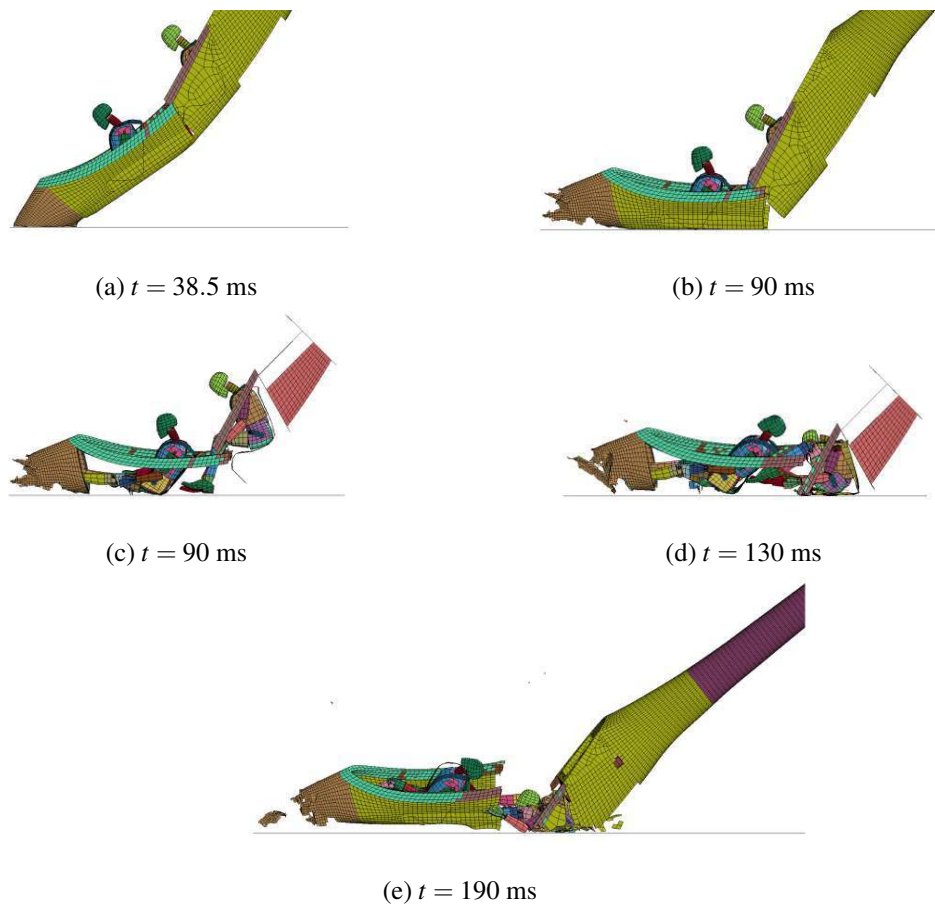 (a) t = 38.5 ms
(b) t = 90 ms
(c) t = 90 ms
(d) t = 130 ms
(e) t = 190 ms